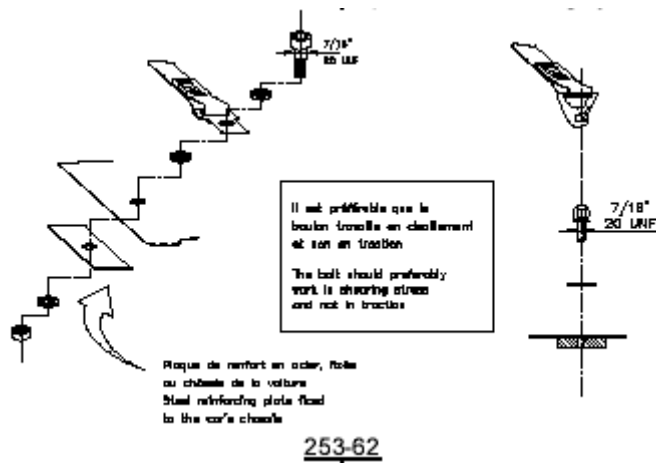 7/16"
20 UNF
7/16"
20 UNF
Il est préférable que le
boulon travaille en cisaillement
et non en traction
The bolt should preferably
work in shearing stress
and not in traction
Plaque de renfort en acier, fixée
au châssis de la voiture
Steel reinforcing plate fixed
to the car's chassis
253-62